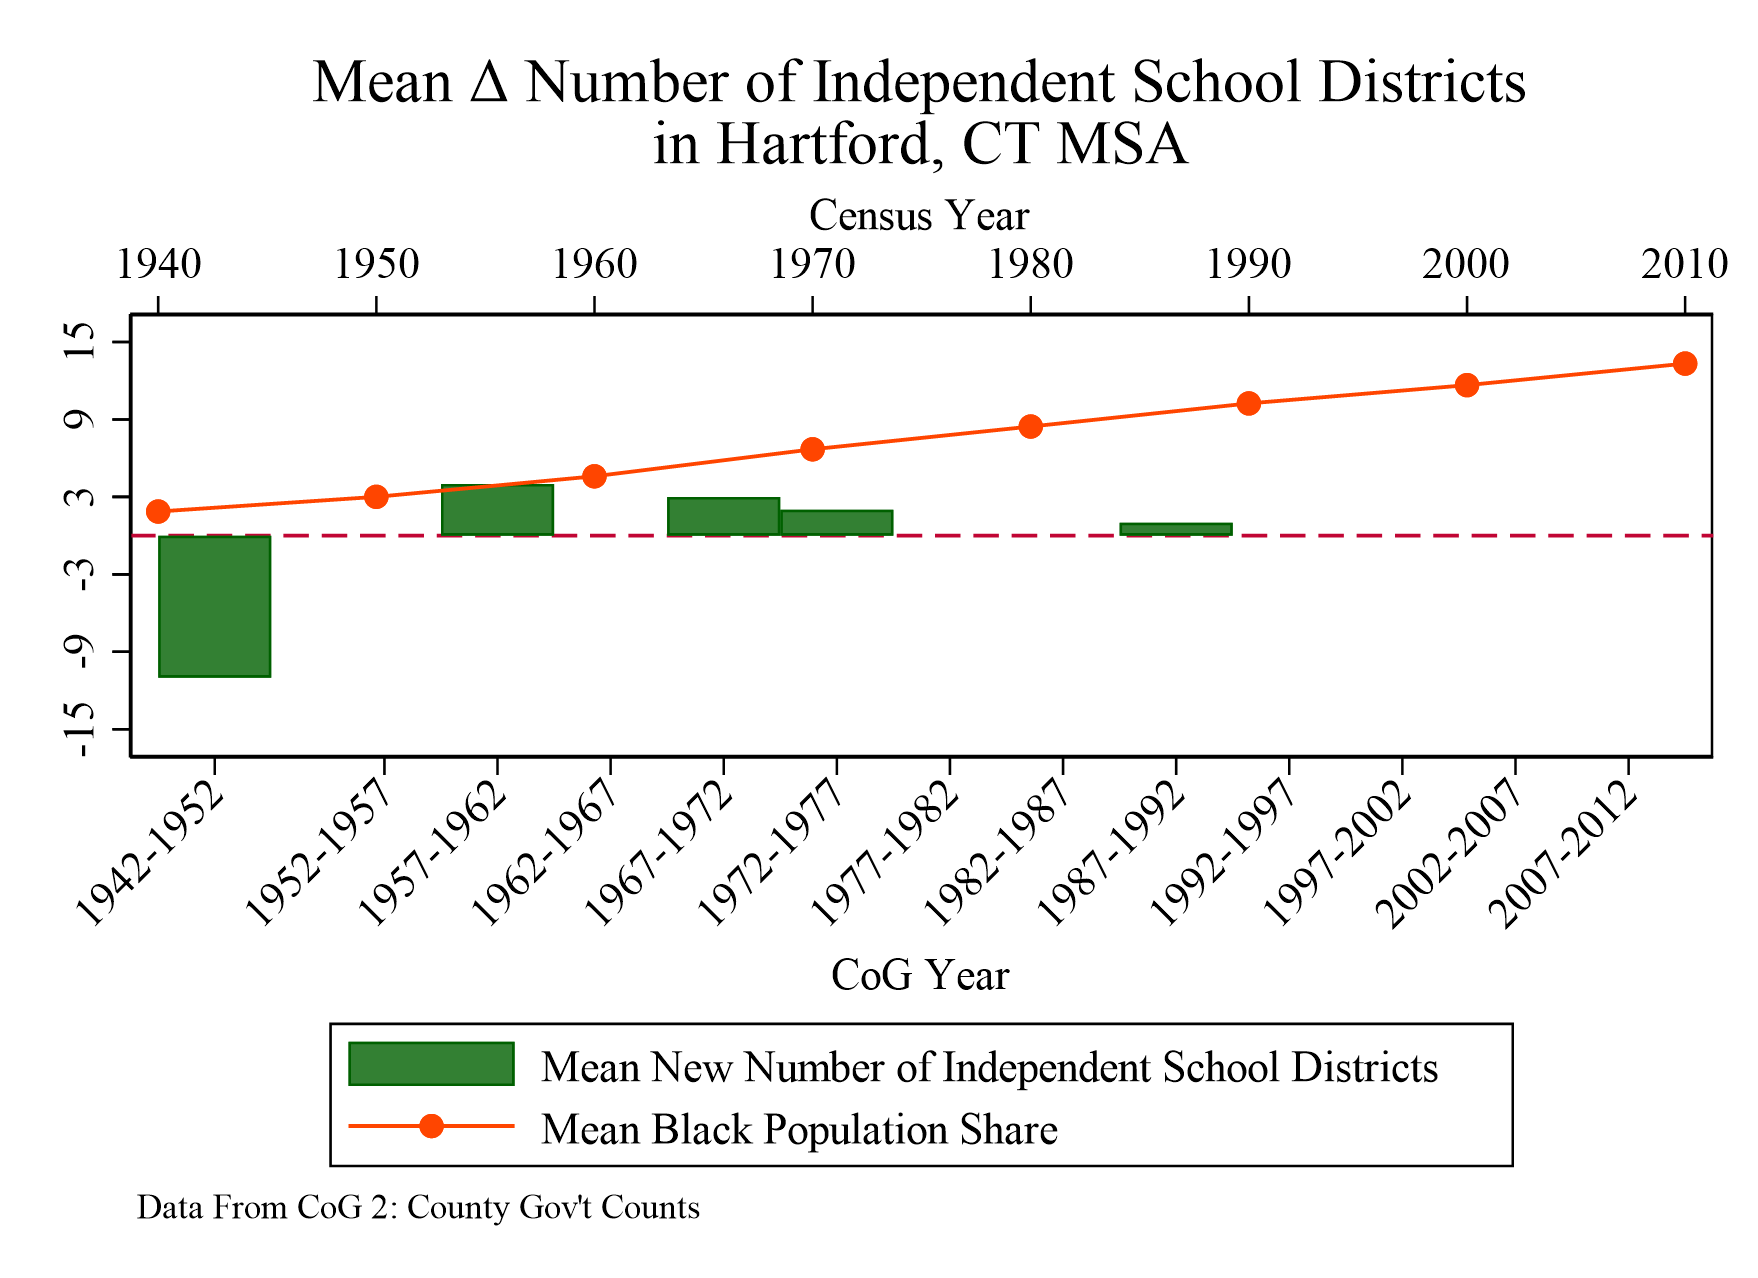 Mean Δ Number of Independent School Districts
in Hartford, CT MSA
Census Year
1940 1950 1960 1970 1980 1990 2000 2010
15
9
3
-3
-9
-15
1942-1952 1952-1957 1957-1962 1962-1967 1967-1972 1972-1977 1977-1982 1982-1987 1987-1992 1992-1997 1997-2002 2002-2007 2007-2012
CoG Year
Mean New Number of Independent School Districts
Mean Black Population Share
Data From CoG 2: County Gov't Counts